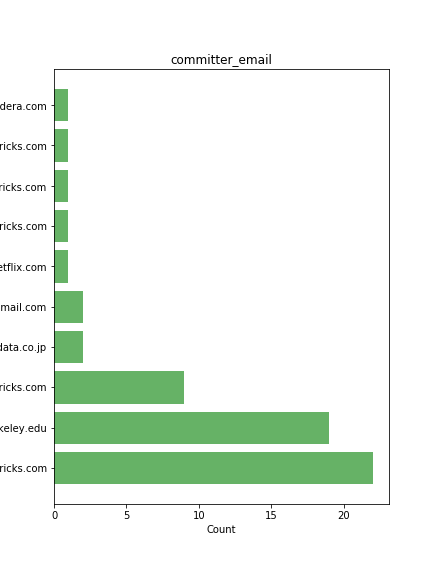 committer_email
dera.com
ricks.com
ricks.com
ricks.com
etflix.com
mail.com
data.co.jp
ricks.com
keley.edu
ricks.com
0 5 10 15 20
Count